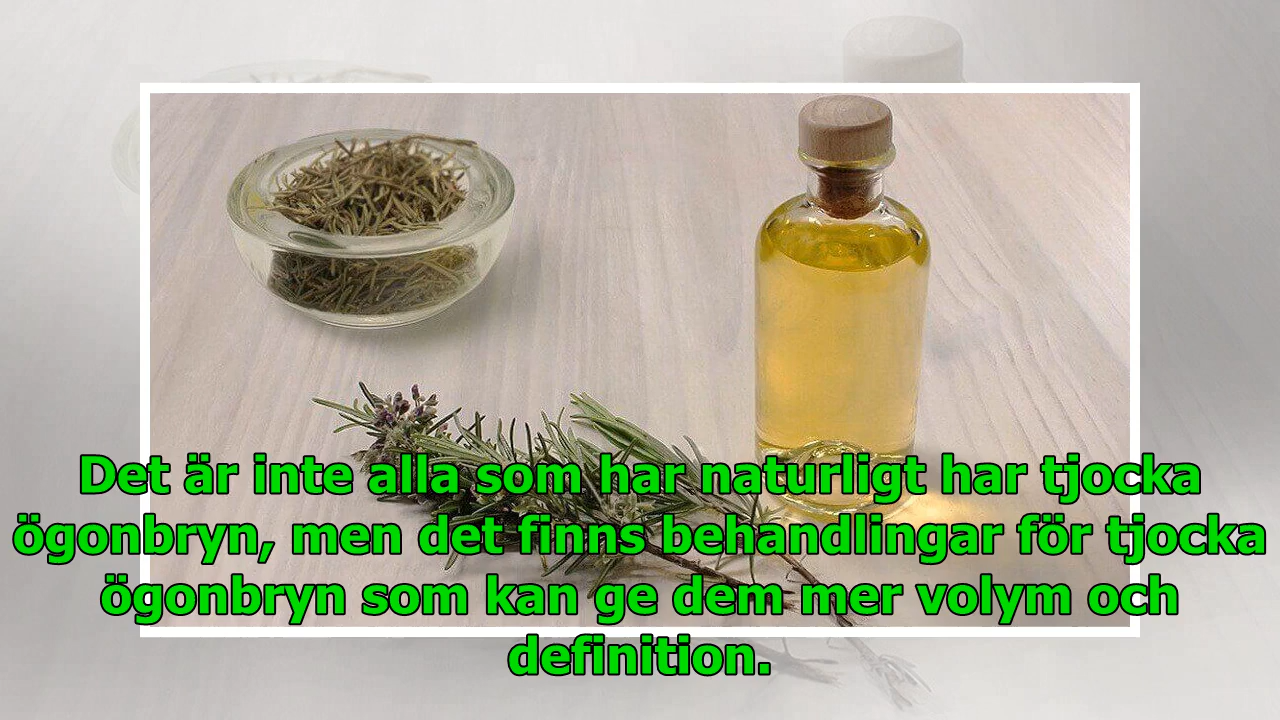 Det är inte alla som har naturligt har tjocka
ögonbryn, men det finns behandlingar för tjocka
ögonbryn som kan ge dem mer volym och
definition.